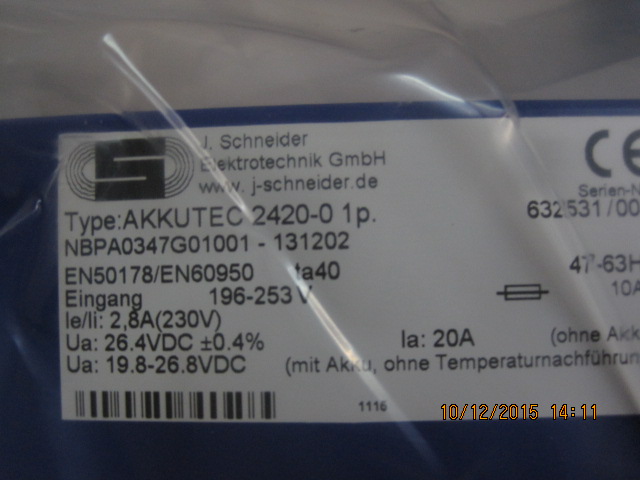 J. Schneider
Elektrotechnik GmbH
www. j-schneider.de
CE
Serien-N
Type:AKKUTEC 2420-0 1p.
632531/00
NBPA0347G01001 - 131202
EN50178/EN60950 ta40
47-63H
Eingang 196-253 V
10A
Ie/Ii: 2,8A(230V)
Ua: 26.4VDC ±0.4% Ia: 20A (ohne Akk
Ua: 19.8-26.8VDC (mit Akku, ohne Temperaturnachführun
1116
10/12/2015 14:11